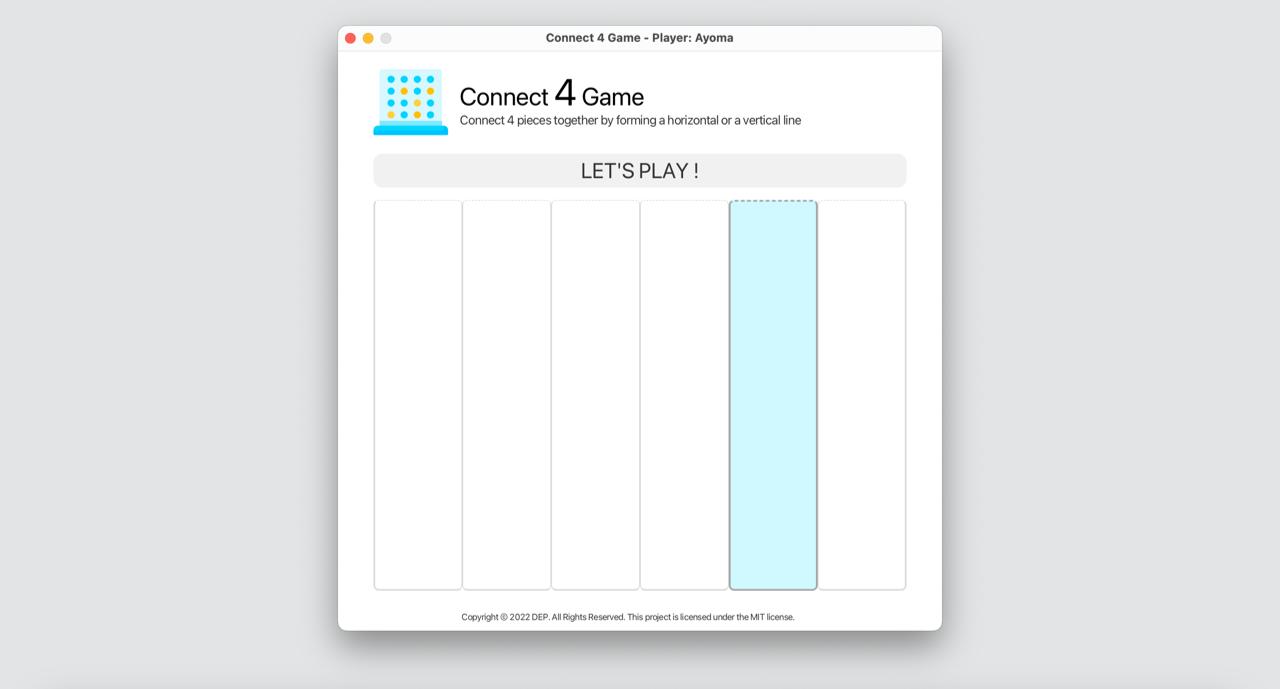 Connect 4 Game - Player: Ayoma
Connect 4 Game
Connect 4 pieces together by forming a horizontal or a vertical line
LET'S PLAY !
Copyright © 2022 DEP. All Rights Reserved. This project is licensed under the MIT license.